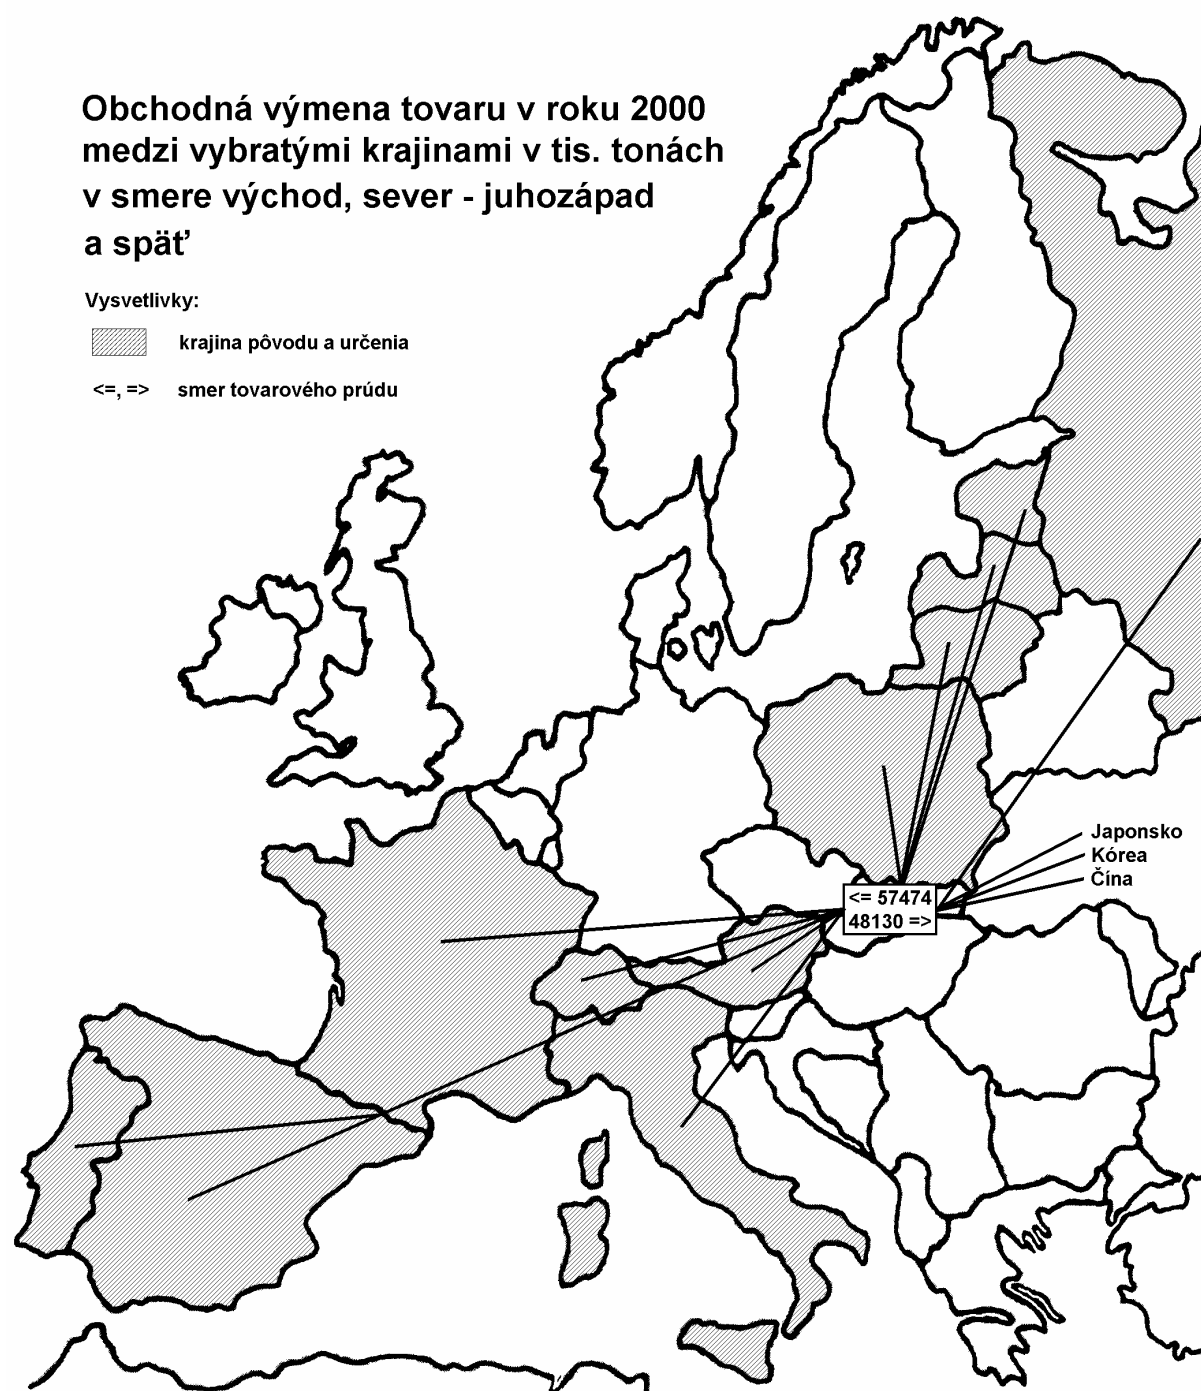 Obchodná výmena tovaru v roku 2000
medzi vybratými krajinami v tis. tonách
v smere východ, sever - juhozápad
a späť
Vysvetlivky:
krajina pôvodu a určenia
<=, => smer tovarového prúdu
Japonsko
Kórea
Čína
<= 57474
48130 =>